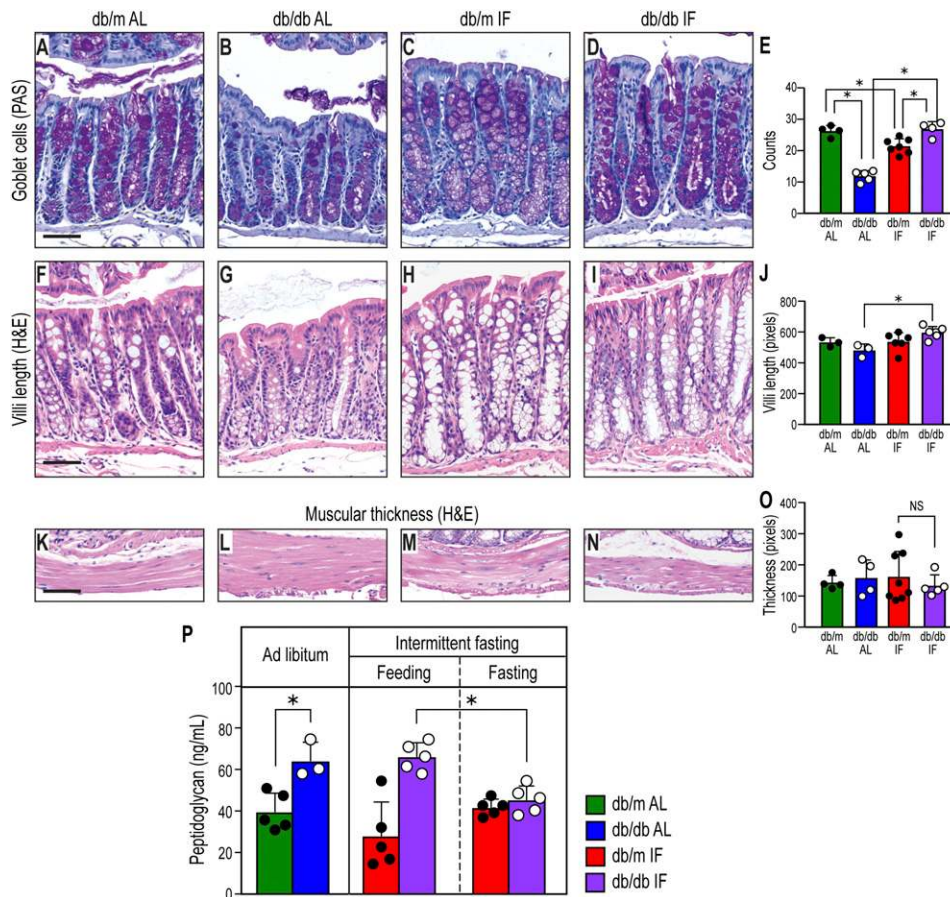 db/m AL
db/db AL
db/m IF
db/db IF
Goblet cells (PAS)
A
B
C
D
E
Counts
40
30
20
10
0
* * * *
db/m AL
db/db AL
db/m IF
db/db IF
Villi length (H&E)
F
G
H
I
J
Villi length (pixels)
800
600
400
200
0
*
db/m AL
db/db AL
db/m IF
db/db IF
Muscular thickness (H&E)
K
L
M
N
O
Thickness (pixels)
400
300
200
100
0
NS
db/m AL
db/db AL
db/m IF
db/db IF
P
Ad libitum
Intermittent fasting
Feeding
Fasting
Peptidoglycan (ng/mL)
100
80
60
40
20
0
*
*
db/m AL
db/db AL
db/m IF
db/db IF